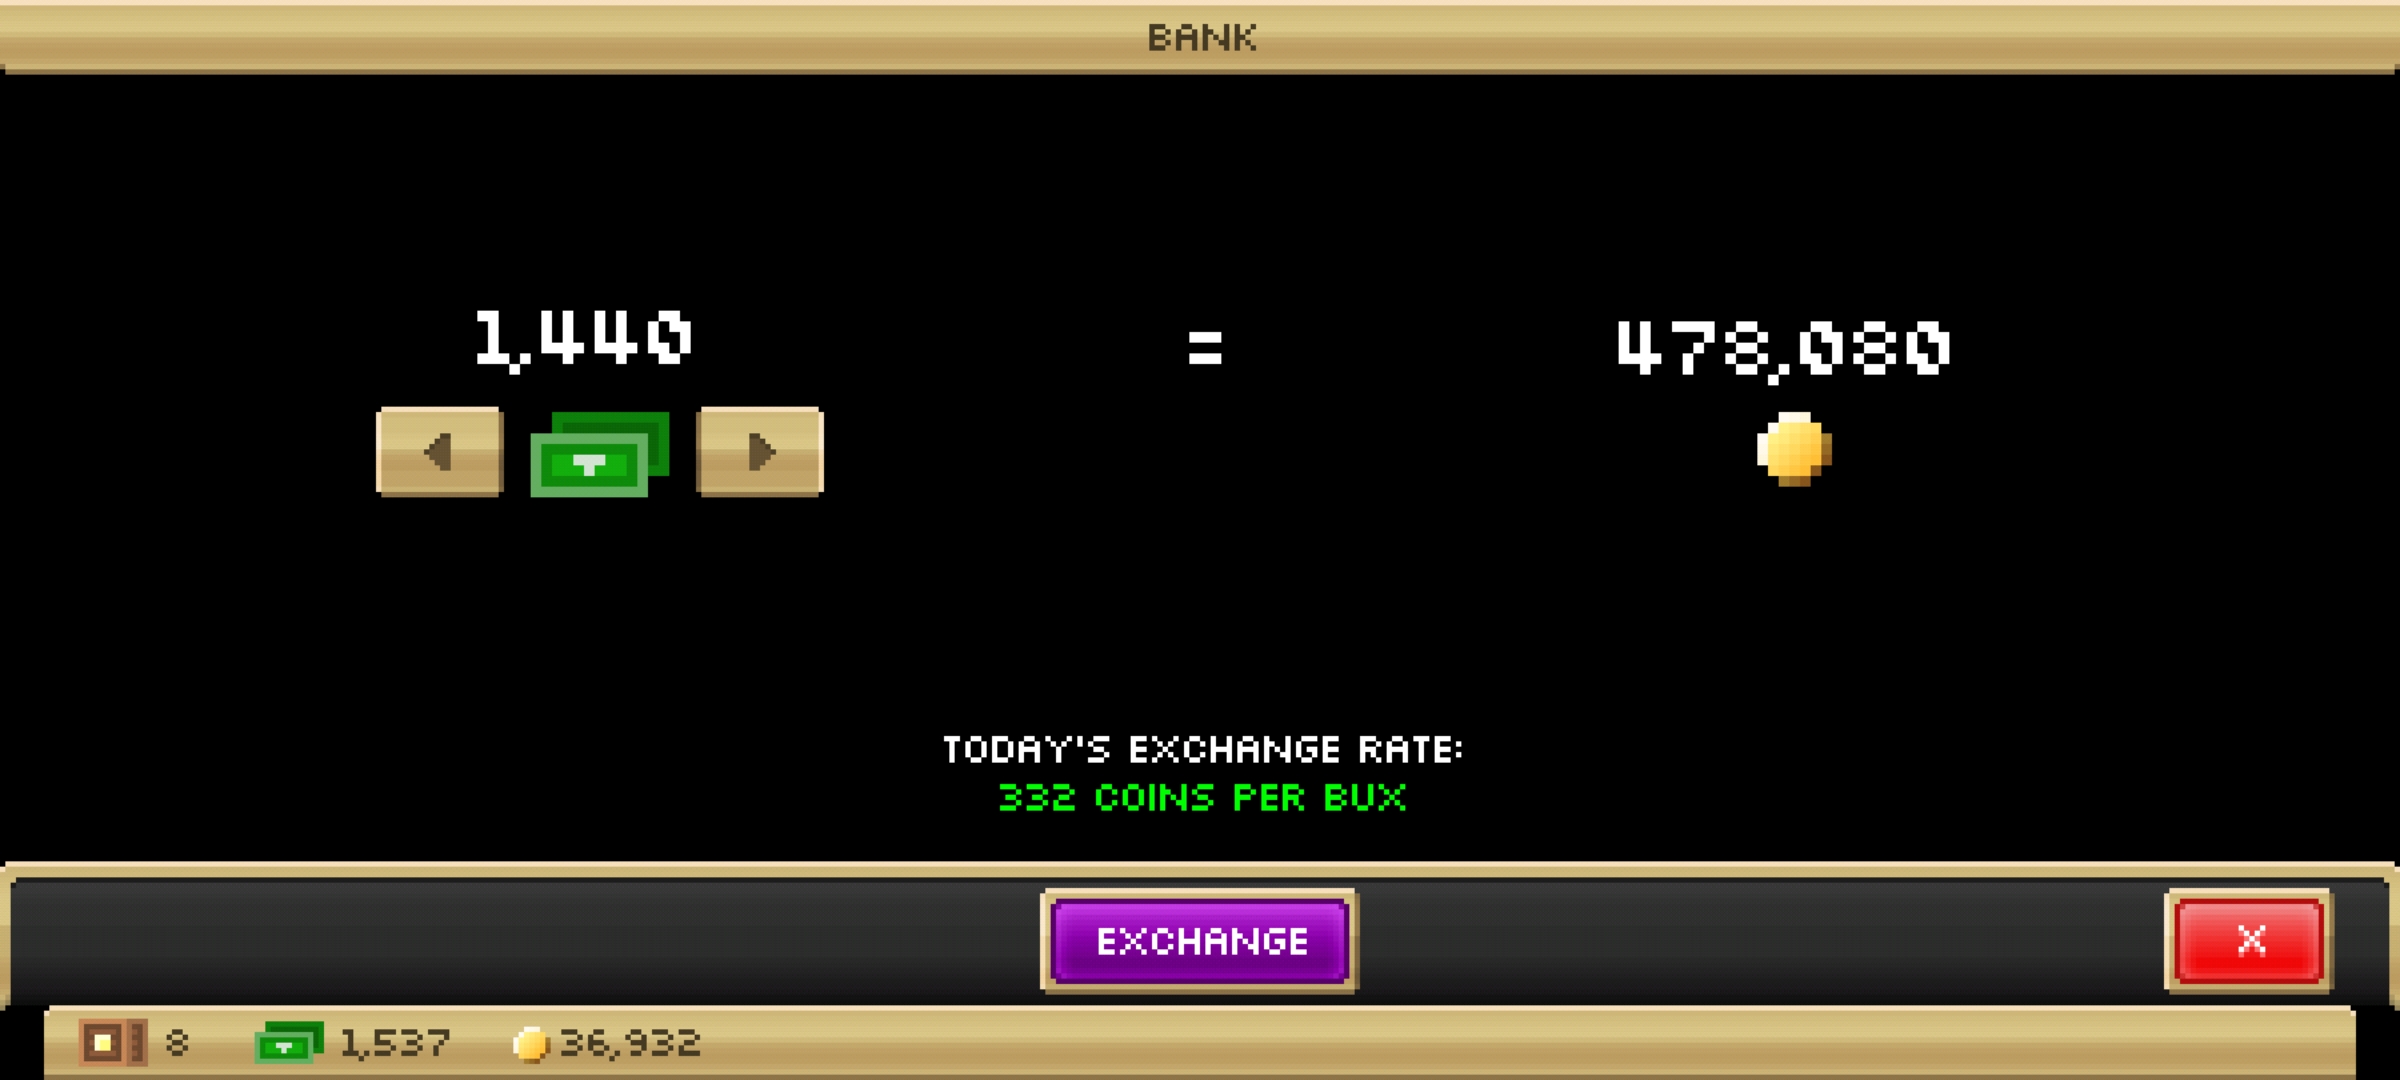 BANK
1,440 = 478,080
TODAY'S EXCHANGE RATE:
332 COINS PER BUX
EXCHANGE X
8 1,537 36,932